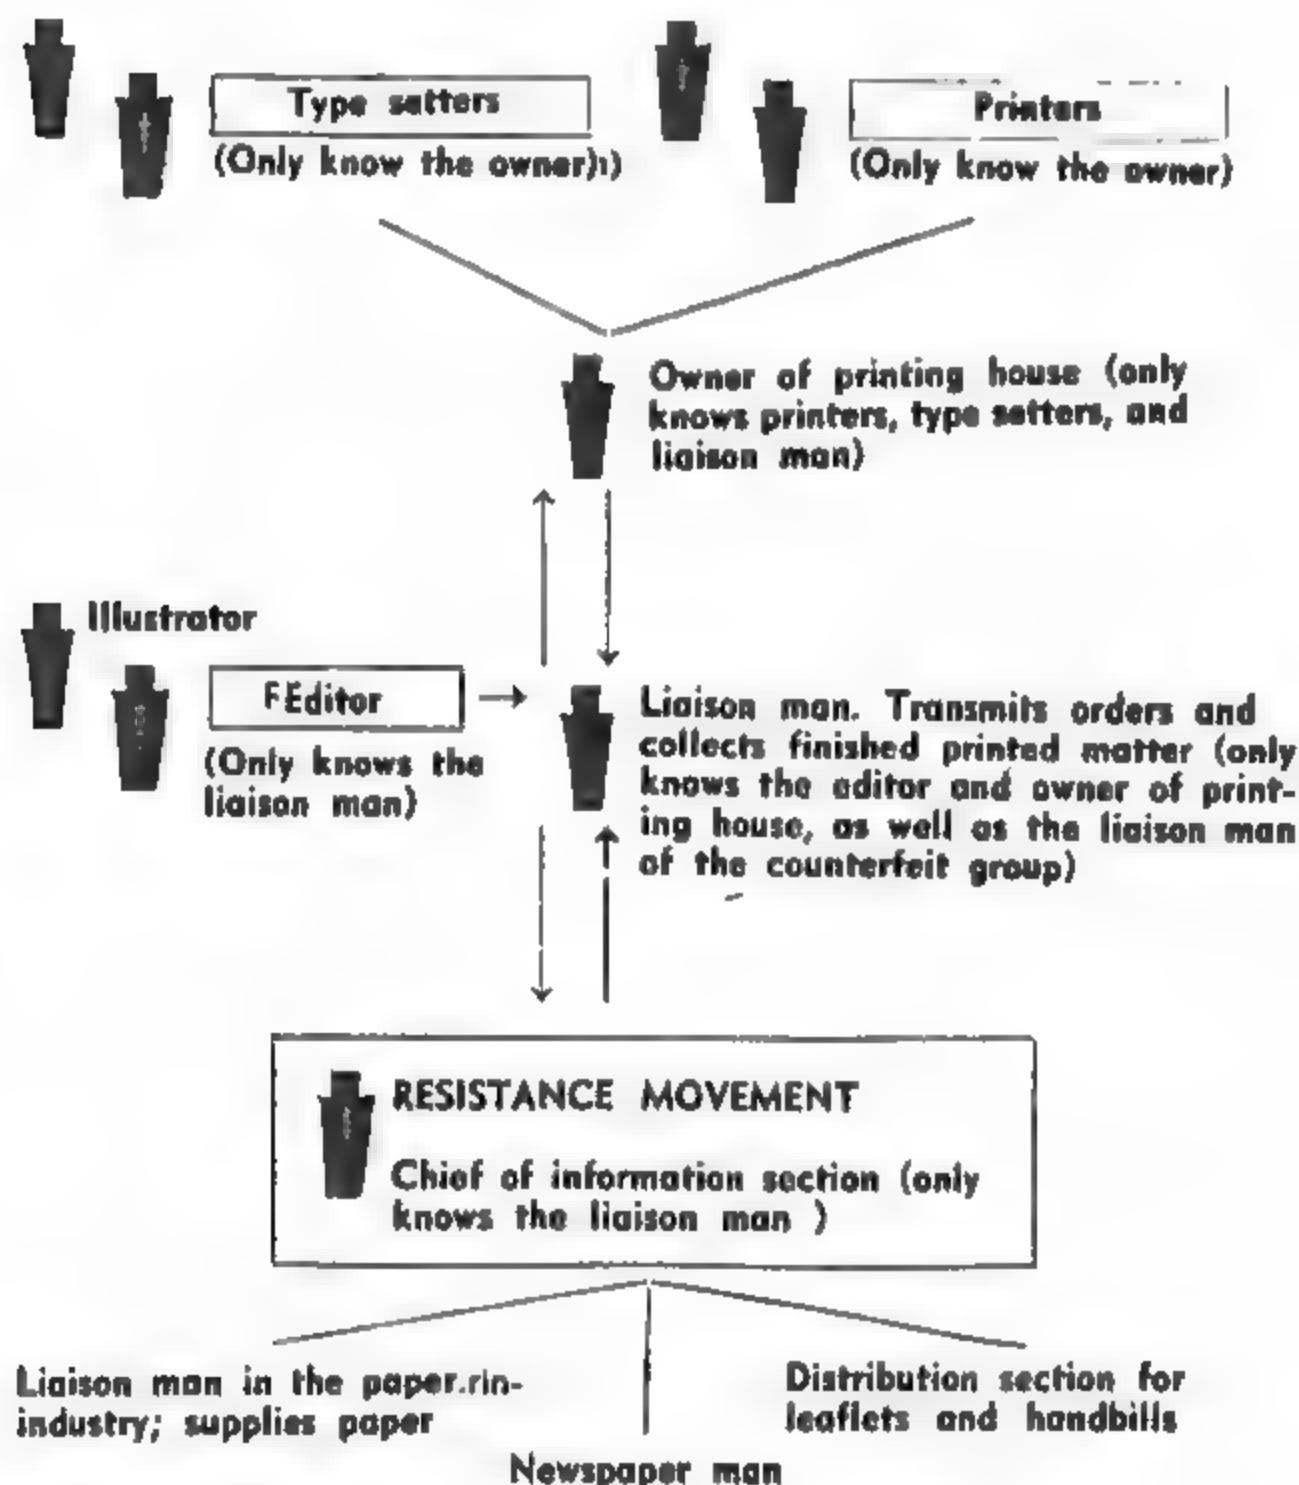 Type setters
(Only know the owner)1)
Printers
(Only know the owner)
Owner of printing house (only
knows printers, type setters, and
liaison man)
Illustrator
FEditor
(Only knows the
liaison man)
Liaison man. Transmits orders and
collects finished printed matter (only
knows the editor and owner of print-
ing house, as well as the liaison man
of the counterfeit group)
RESISTANCE MOVEMENT
Chief of information section (only
knows the liaison man )
Liaison man in the paper.rin-
industry; supplies paper
Newspaper man
Distribution section for
leaflets and handbills